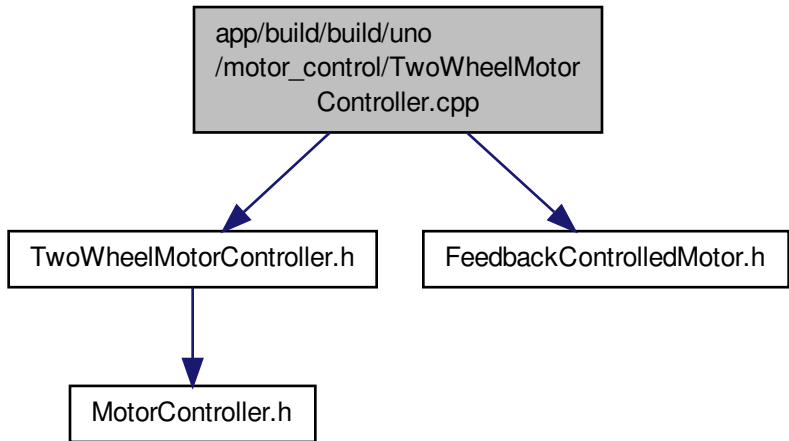 app/build/build/uno
/motor_control/TwoWheelMotor
Controller.cpp
TwoWheelMotorController.h
FeedbackControlledMotor.h
MotorController.h